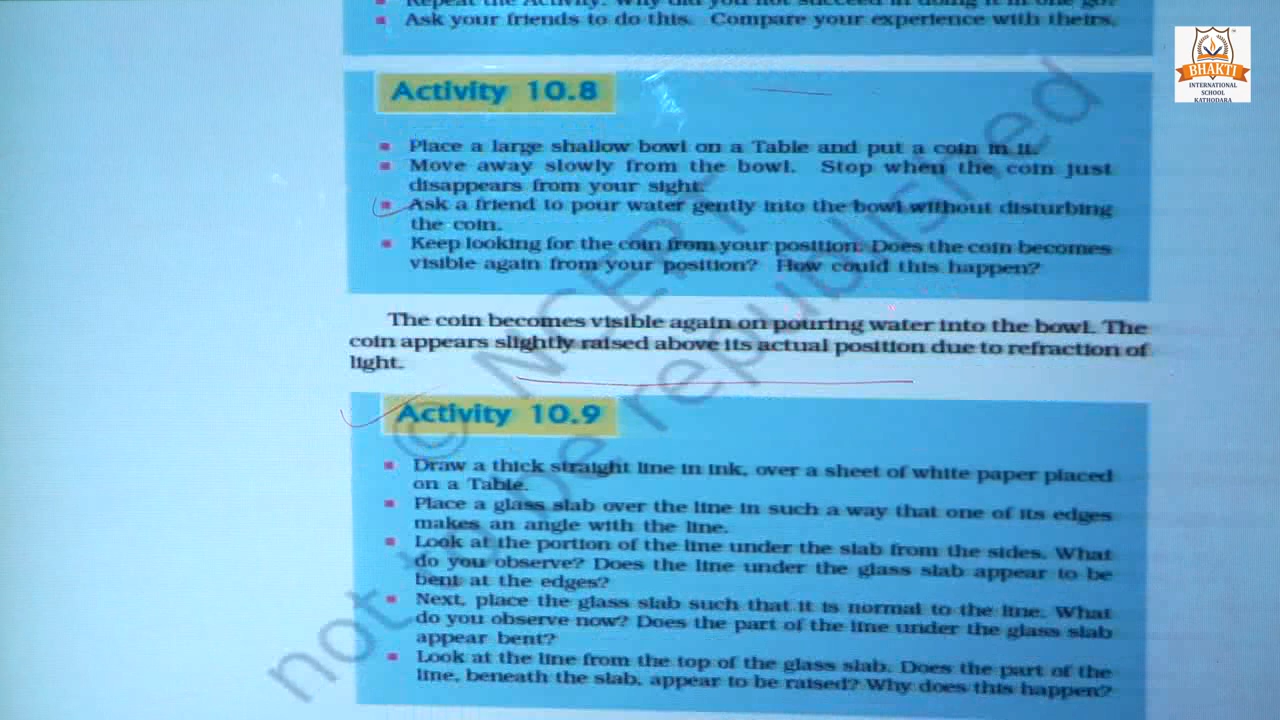 Repeat the Activity. Why did you not succeed in doing it in one go?
Ask your friends to do this. Compare your experience with theirs.
BHAKTI
INTERNATIONAL
SCHOOL
KATHODARA
Activity 10.8
Place a large shallow bowl on a Table and put a coin in it.
Move away slowly from the bowl. Stop when the coin just
disappears from your sight.
Ask a friend to pour water gently into the bowl without disturbing
the coin.
Keep looking for the coin from your position. Does the coin becomes
visible again from your position? How could this happen?
The coin becomes visible again on pouring water into the bowl. The
coin appears slightly raised above its actual position due to refraction of
light.
Activity 10.9
Draw a thick straight line in ink, over a sheet of white paper placed
on a Table.
Place a glass slab over the line in such a way that one of its edges
makes an angle with the line.
Look at the portion of the line under the slab from the sides. What
do you observe? Does the line under the glass slab appear to be
bent at the edges?
Next, place the glass slab such that it is normal to the line. What
do you observe now? Does the part of the line under the glass slab
appear bent?
Look at the line from the top of the glass slab. Does the part of the
line, beneath the slab, appear to be raised? Why does this happen?
© NCERT
not to be republished